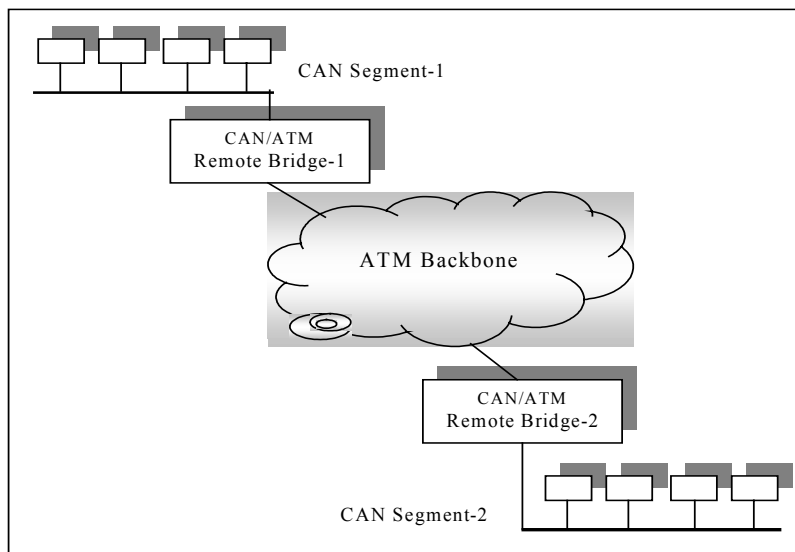 CAN Segment-1
CAN/ATM
Remote Bridge-1
ATM Backbone
CAN/ATM
Remote Bridge-2
CAN Segment-2